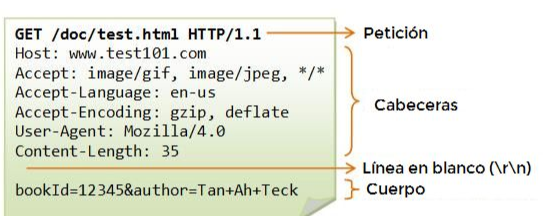 GET /doc/test.html HTTP/1.1
Petición
Host: www.test101.com
Accept: image/gif, image/jpeg, */*
Accept-Language: en-us
Accept-Encoding: gzip, deflate
User-Agent: Mozilla/4.0
Content-Length: 35
Cabeceras
Línea en blanco (\r\n)
bookId=12345&author=Tan+Ah+Teck
Cuerpo